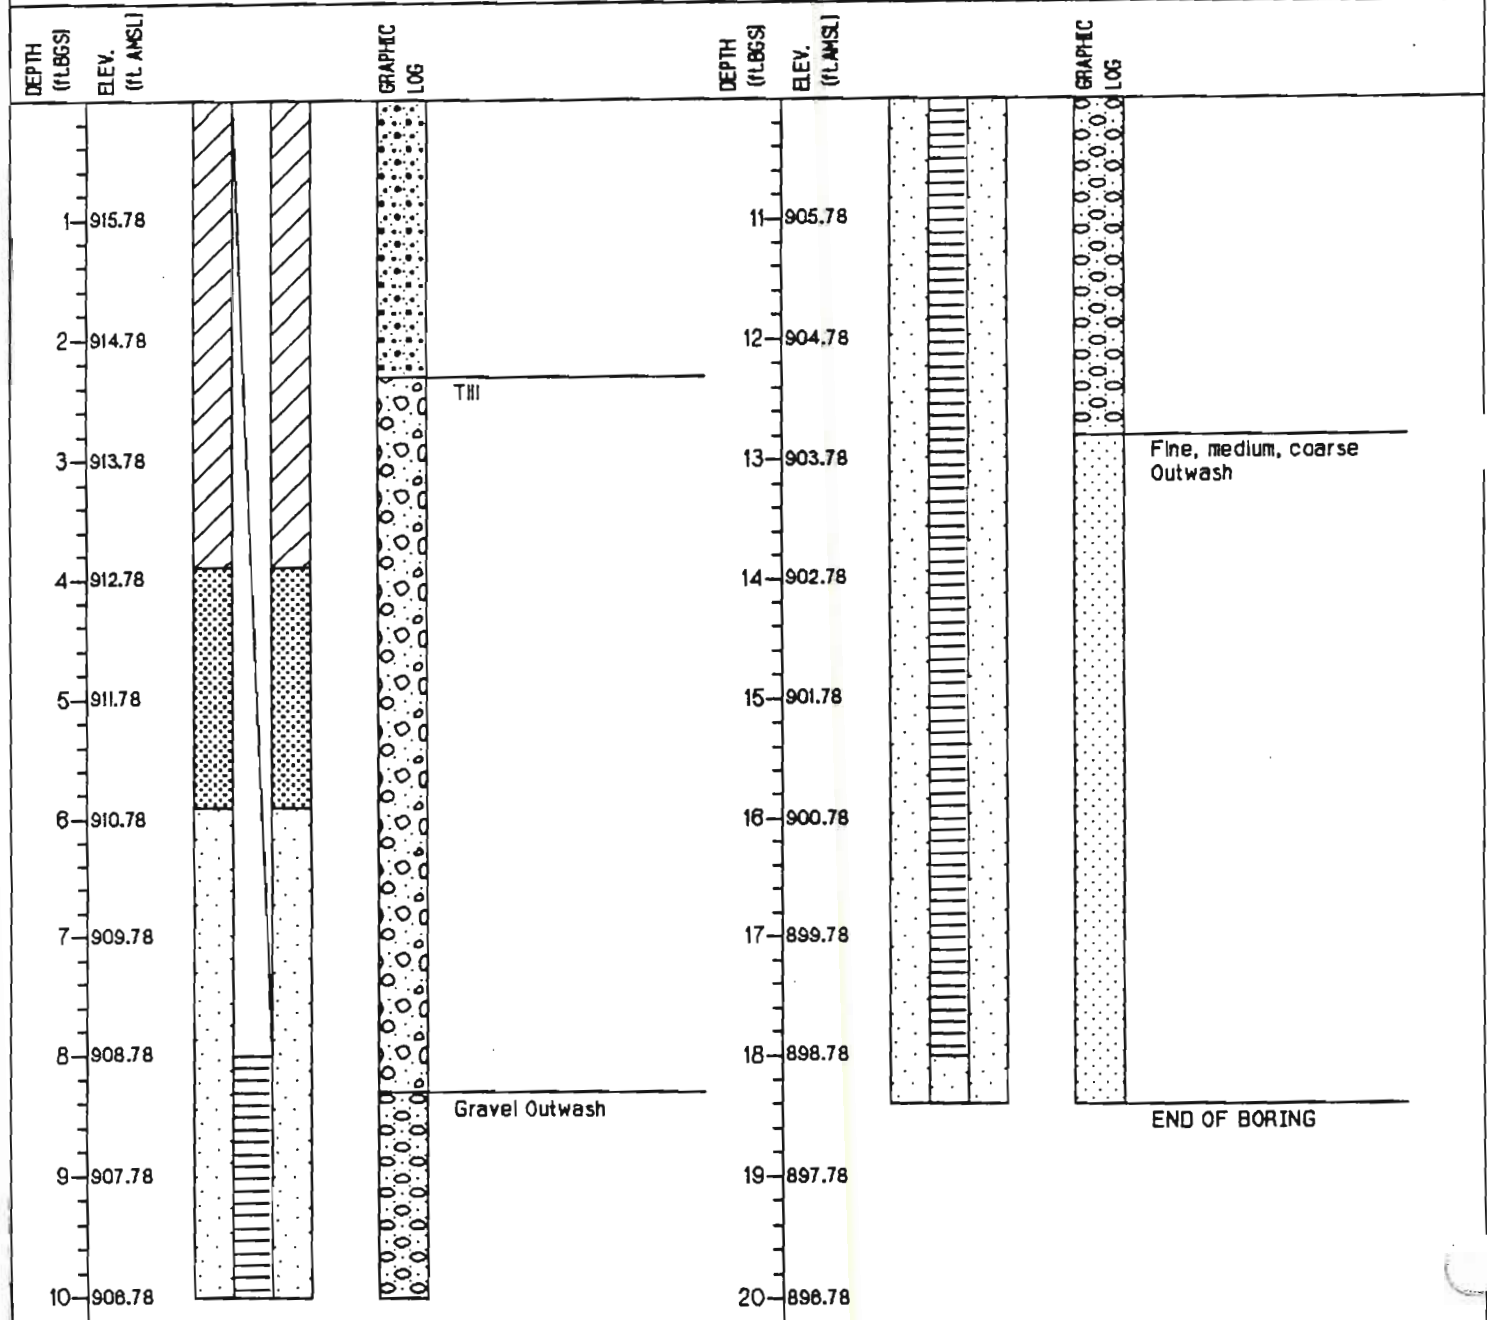 DEPTH (ft.BGS)
ELEV. (ft. AMSL)
GRAPHIC LOG
DEPTH (ft.BGS)
ELEV. (ft.AMSL)
GRAPHIC LOG
1 915.78
2 914.78
Till
3 913.78
4 912.78
5 911.78
6 910.78
7 909.78
8 908.78
Gravel Outwash
9 907.78
10 906.78
11 905.78
12 904.78
Fine, medium, coarse
Outwash
13 903.78
14 902.78
15 901.78
16 900.78
17 899.78
18 898.78
END OF BORING
19 897.78
20 896.78